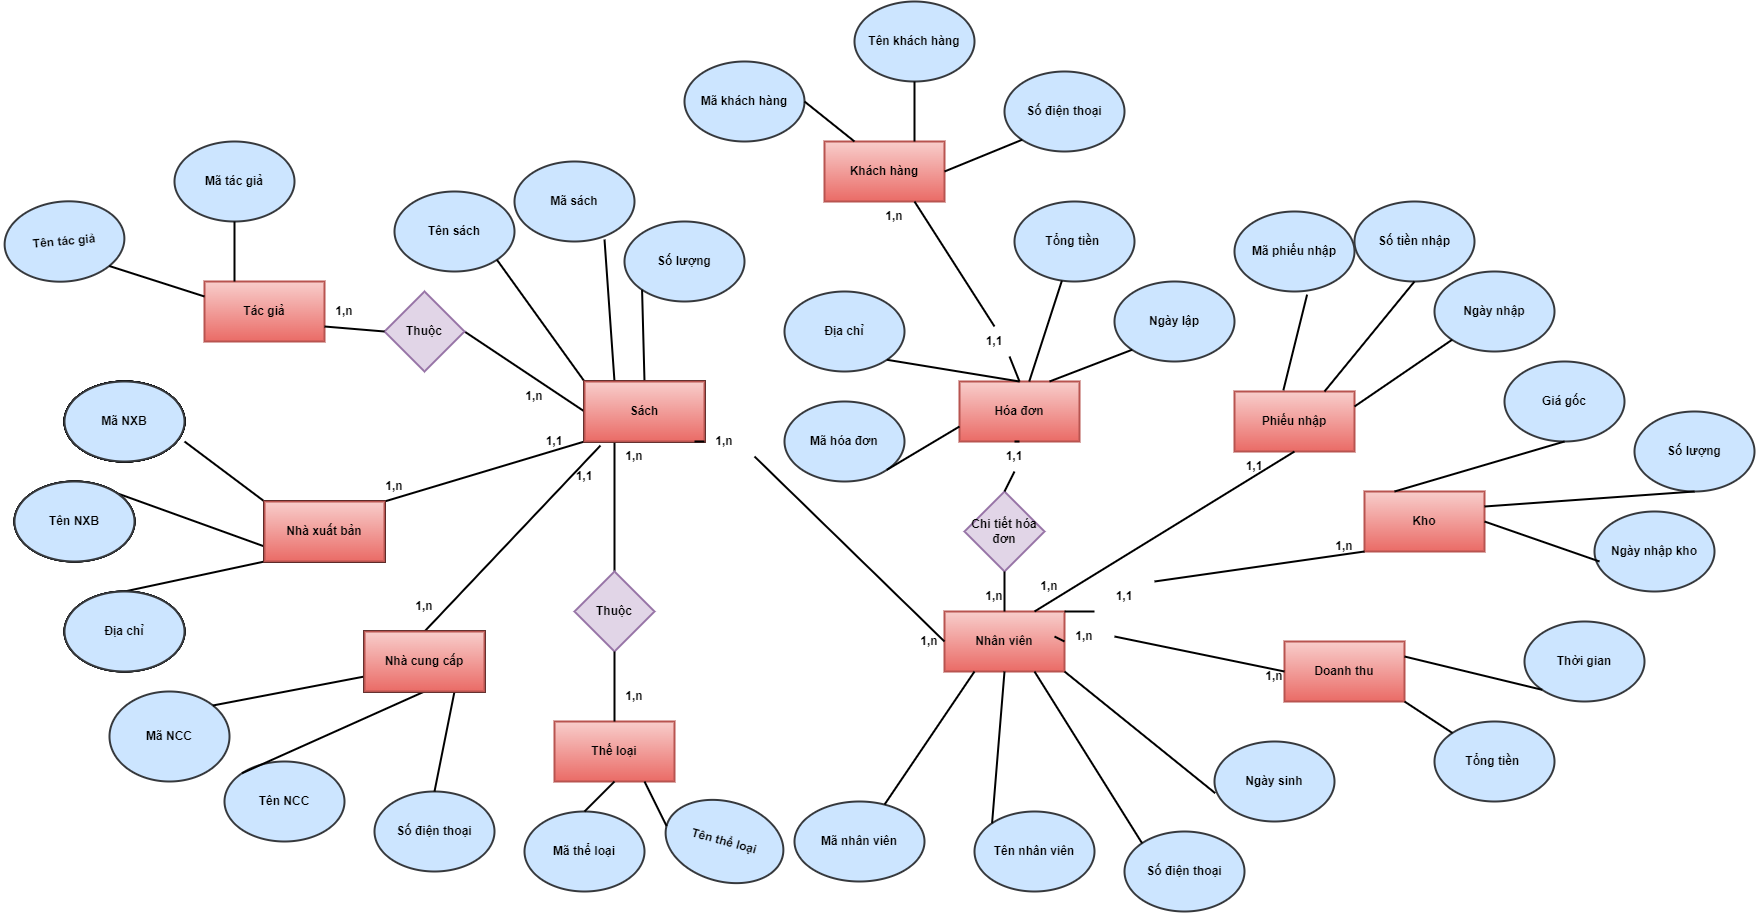 Tên khách hàng
Mã khách hàng
Số điện thoại
Khách hàng
1,n
Mã tác giả
Tên tác giả
Tác giả
1,n
Thuộc
Tên sách
Mã sách
Số lượng
1,n
Sách
1,n
1,1
1,n
1,1
Tổng tiền
Địa chỉ
Ngày lập
1,1
Mã hóa đơn
Hóa đơn
1,1
Chi tiết hóa
đơn
1,n
Mã phiếu nhập
Số tiền nhập
Ngày nhập
Phiếu nhập
1,1
1,n
Giá gốc
Số lượng
Kho
Ngày nhập kho
1,n
1,1
Mã NXB
1,n
Tên NXB
Nhà xuất bản
Địa chỉ
1,n
Nhà cung cấp
Mã NCC
Tên NCC
Số điện thoại
Thuộc
1,n
Thể loại
Mã thể loại
Tên thể loại
1,n
Nhân viên
1,n
1,n
Doanh thu
Thời gian
Tổng tiền
Ngày sinh
Mã nhân viên
Tên nhân viên
Số điện thoại